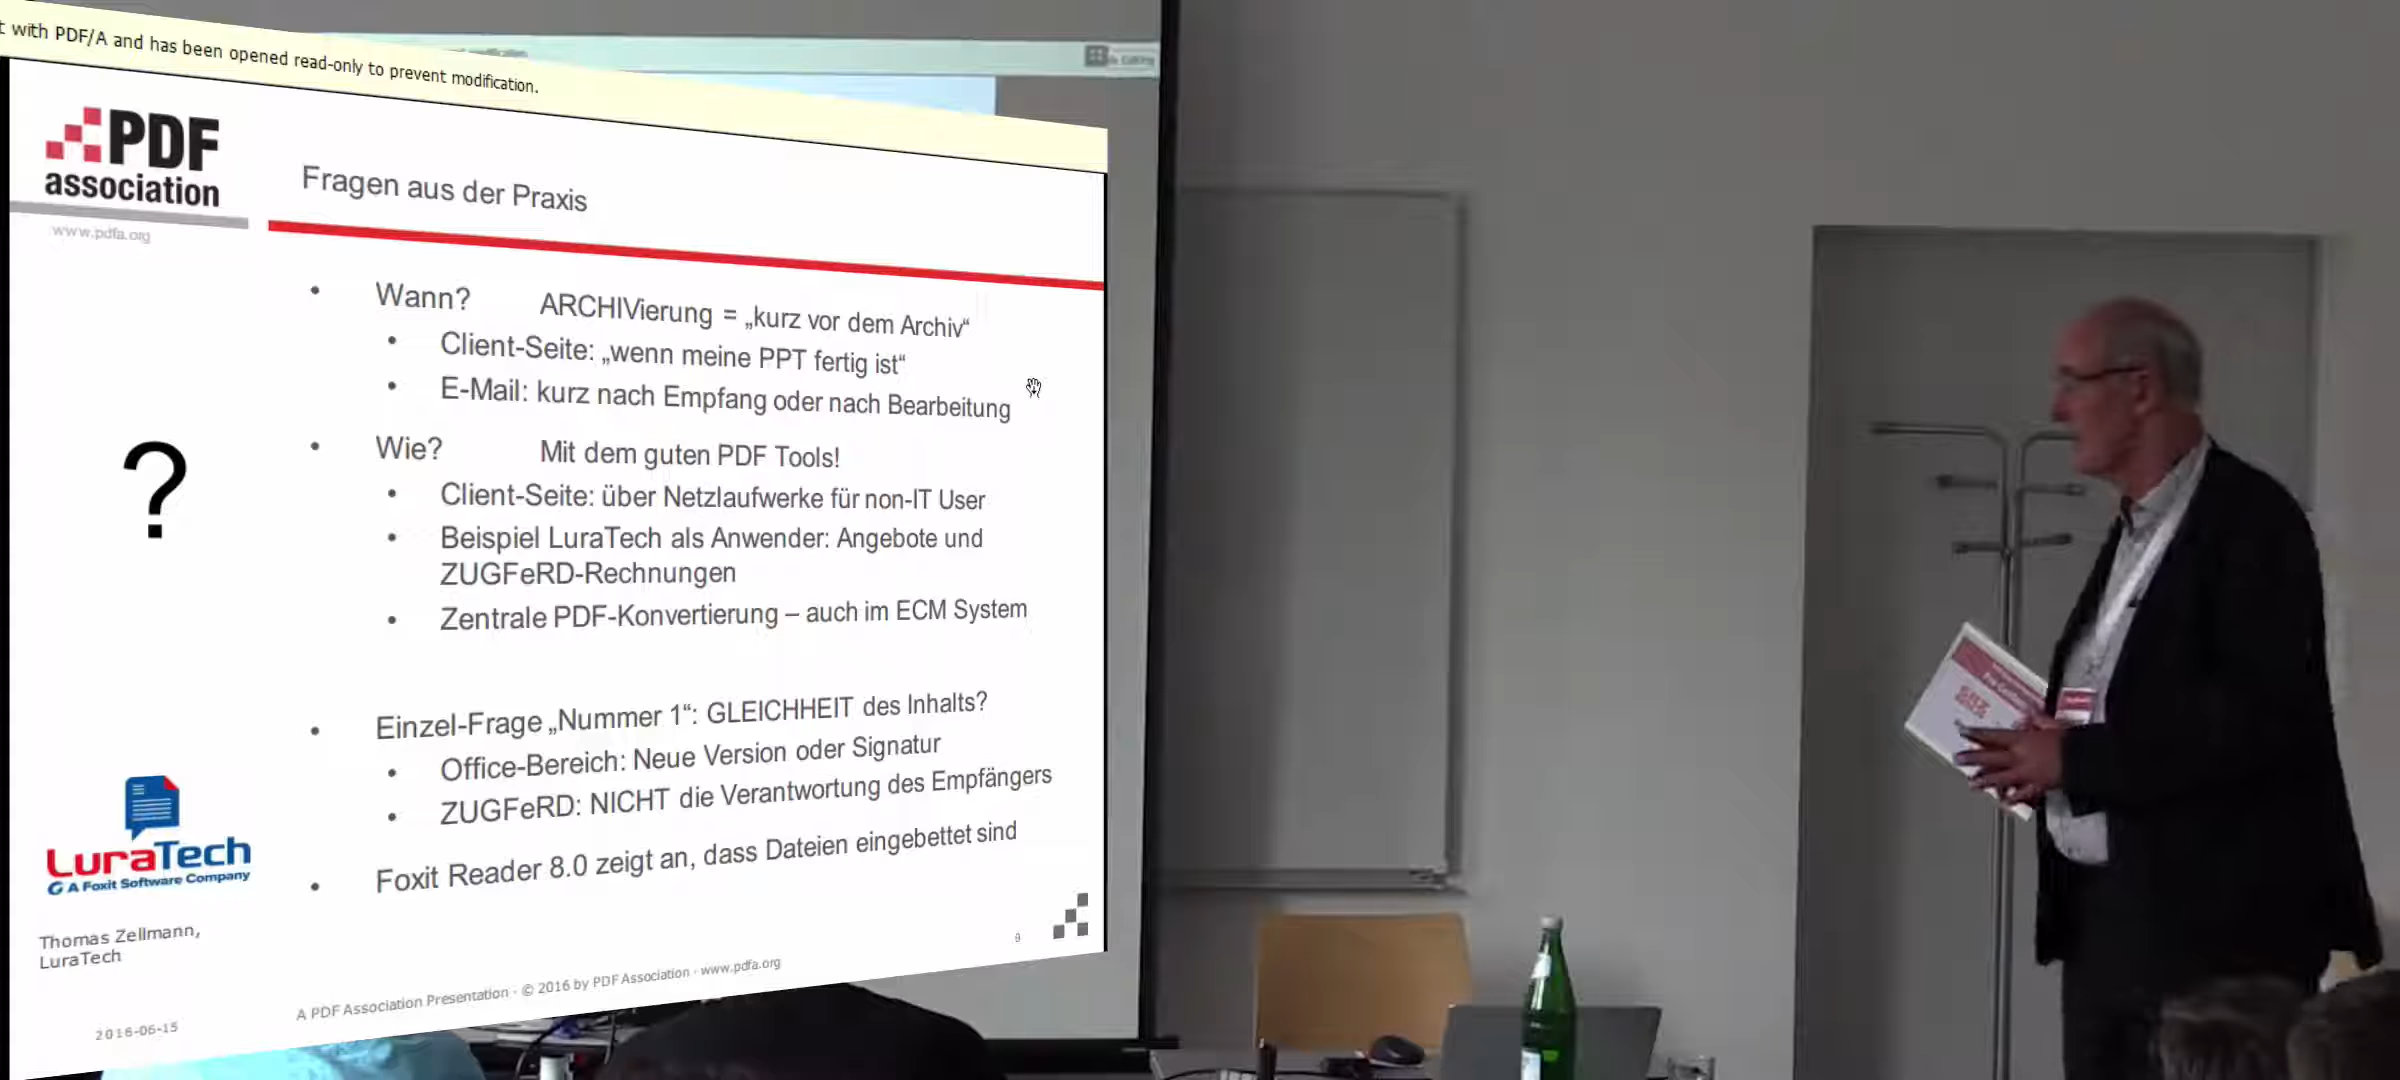 t with PDF/A and has been opened read-only to prevent modification.
PDF
association
www.pdfa.org
Fragen aus der Praxis
• Wann? ARCHIVierung = „kurz vor dem Archiv“
• Client-Seite: „wenn meine PPT fertig ist“
• E-Mail: kurz nach Empfang oder nach Bearbeitung
?
• Wie? Mit dem guten PDF Tools!
• Client-Seite: über Netzlaufwerke für non-IT User
• Beispiel LuraTech als Anwender: Angebote und
ZUGFeRD-Rechnungen
• Zentrale PDF-Konvertierung – auch im ECM System
• Einzel-Frage „Nummer 1“: GLEICHHEIT des Inhalts?
• Office-Bereich: Neue Version oder Signatur
• ZUGFeRD: NICHT die Verantwortung des Empfängers
• Foxit Reader 8.0 zeigt an, dass Dateien eingebettet sind
LuraTech
A Foxit Software Company
Thomas Zellmann,
LuraTech
9
A PDF Association Presentation · © 2016 by PDF Association · www.pdfa.org
2016-06-15